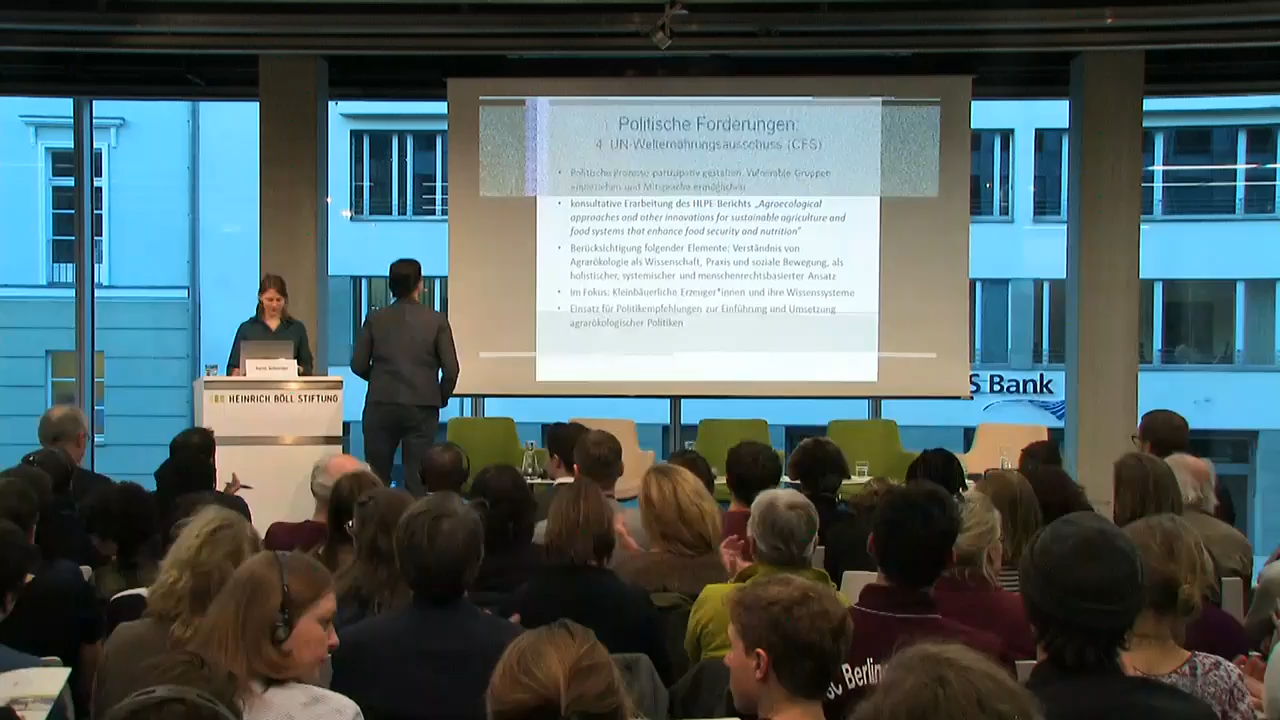 Politische Forderungen:
4. UN-Welternährungsausschuss (CFS)
• Politische Prozesse partizipativ gestalten, Vulnerable Gruppen
einbeziehen und Mitsprache ermöglichen
• konsultative Erarbeitung des HLPE-Berichts „Agroecological
approaches and other innovations for sustainable agriculture and
food systems that enhance food security and nutrition"
• Berücksichtigung folgender Elemente: Verständnis von
Agrarökologie als Wissenschaft, Praxis und soziale Bewegung, als
holistischer, systemischer und menschenrechtsbasierter Ansatz
• Im Fokus: Kleinbäuerliche Erzeuger*innen und ihre Wissenssysteme
• Einsatz für Politikempfehlungen zur Einführung und Umsetzung
agrarökologischer Politiken
S Bank
HEINRICH BÖLL STIFTUNG
Berlin